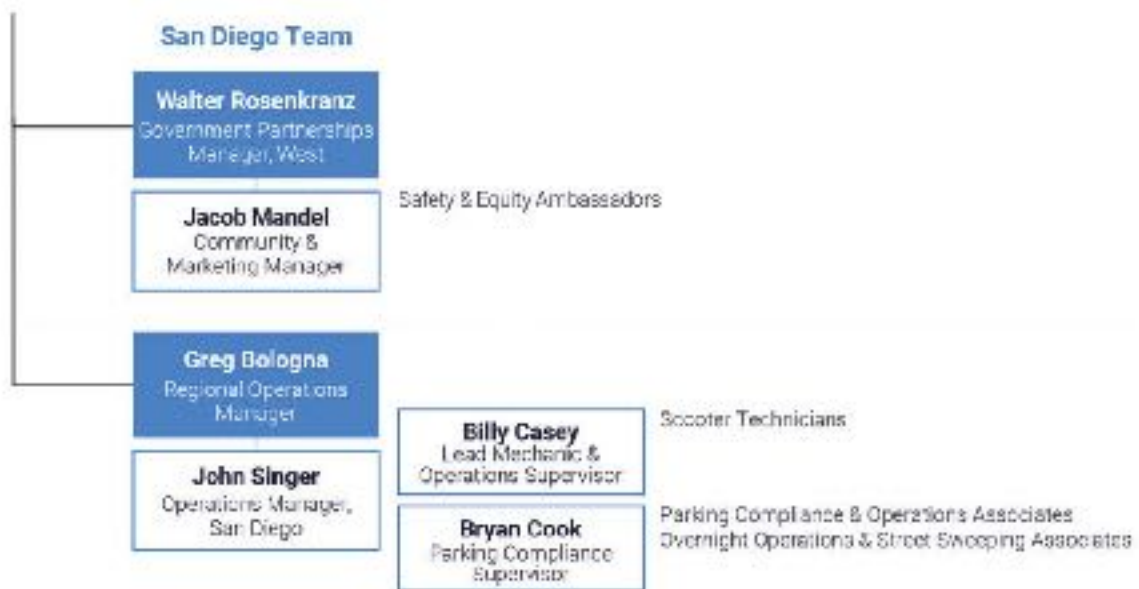 San Diego Team
Walter Rosenkranz
Government Partnerships
Manager, West
Jacob Mandel
Community &
Marketing Manager
Safety & Equity Ambassadors
Greg Bologna
Regional Operations
Manager
John Singer
Operations Manager,
San Diego
Billy Casey
Lead Mechanic &
Operations Supervisor
Scooter Technicians
Bryan Cook
Parking Compliance
Supervisor
Parking Compliance & Operations Associates
Overnight Operations & Street Sweeping Associates